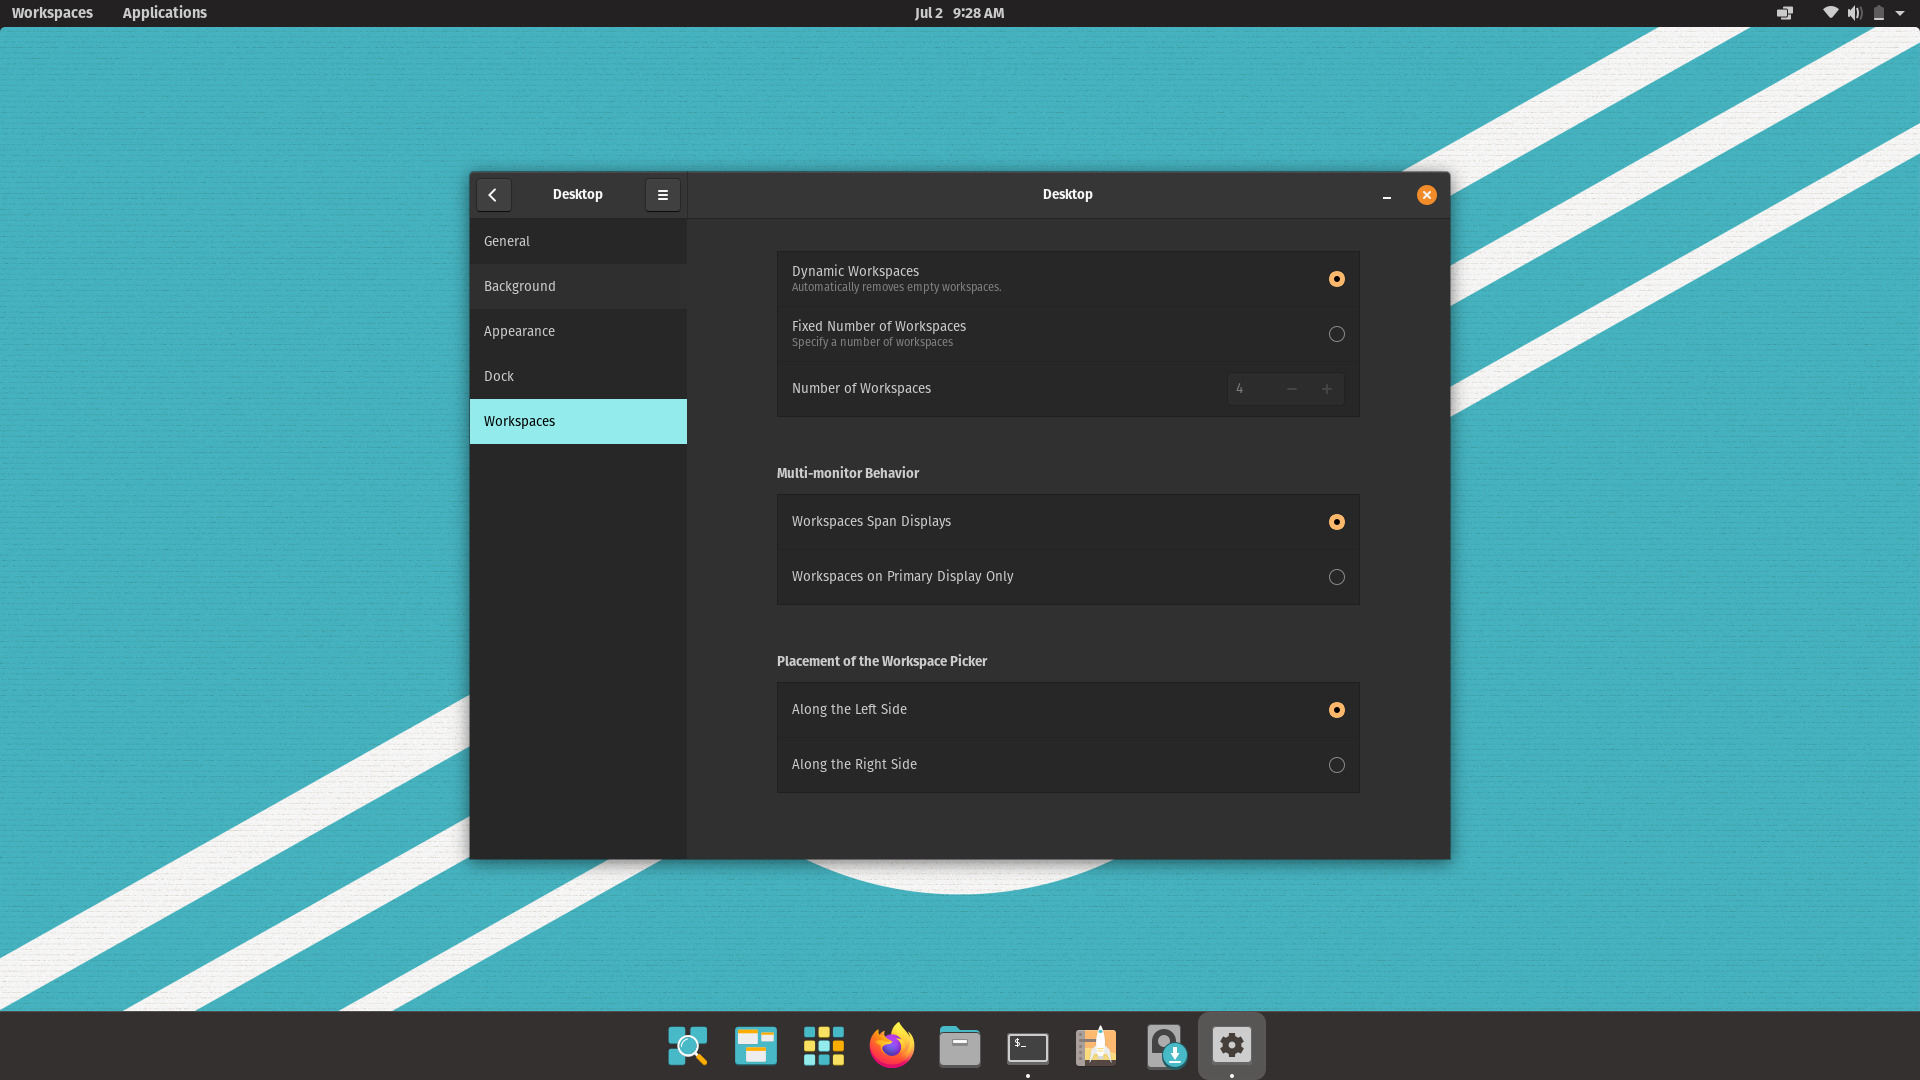 Workspaces
Applications
Jul 2 9:28 AM
Desktop
Desktop
General
Background
Appearance
Dock
Workspaces
Dynamic Workspaces
Automatically removes empty workspaces.
Fixed Number of Workspaces
Specify a number of workspaces
Number of Workspaces
4
Multi-monitor Behavior
Workspaces Span Displays
Workspaces on Primary Display Only
Placement of the Workspace Picker
Along the Left Side
Along the Right Side
$_